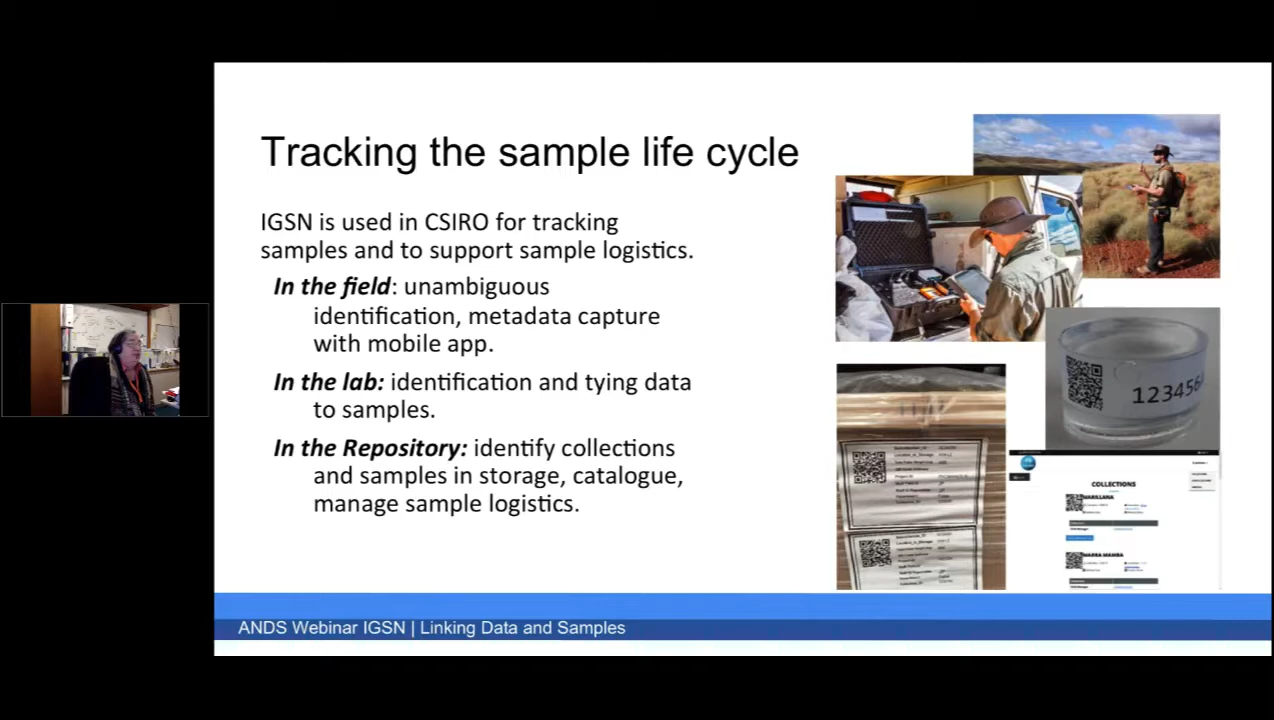 Tracking the sample life cycle
IGSN is used in CSIRO for tracking
samples and to support sample logistics.
In the field: unambiguous
identification, metadata capture
with mobile app.
In the lab: identification and tying data
to samples.
In the Repository: identify collections
and samples in storage, catalogue,
manage sample logistics.
123456
COLLECTIONS
MARILLANA
MARRA MAMBA
ANDS Webinar IGSN | Linking Data and Samples